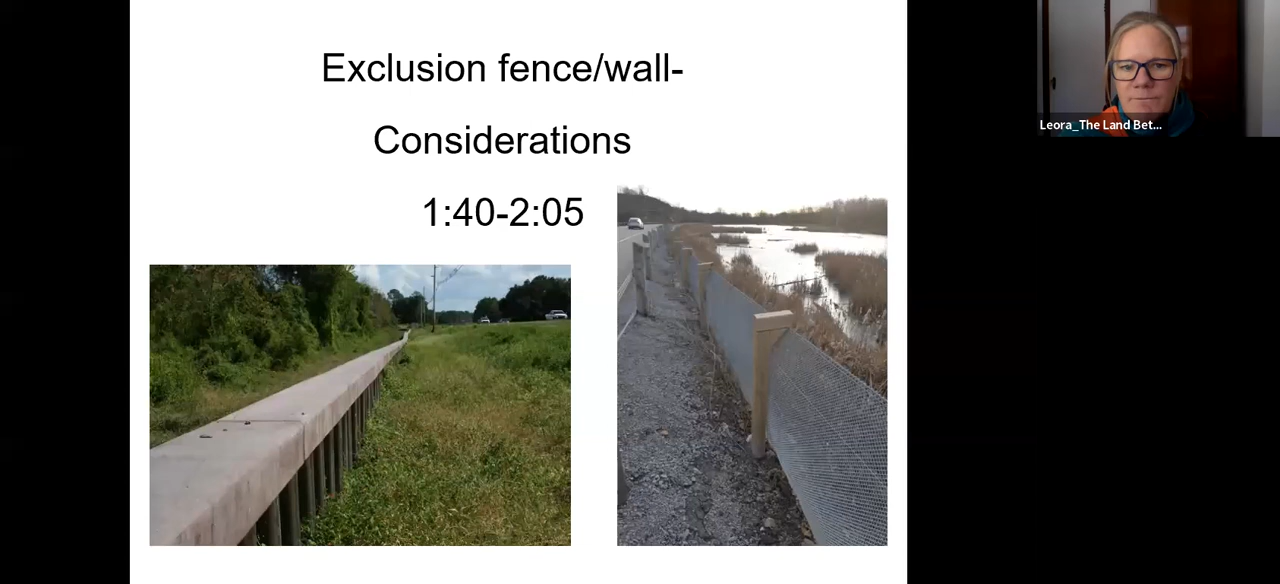 Exclusion fence/wall-
Considerations
1:40-2:05
Leora_The Land Bet...